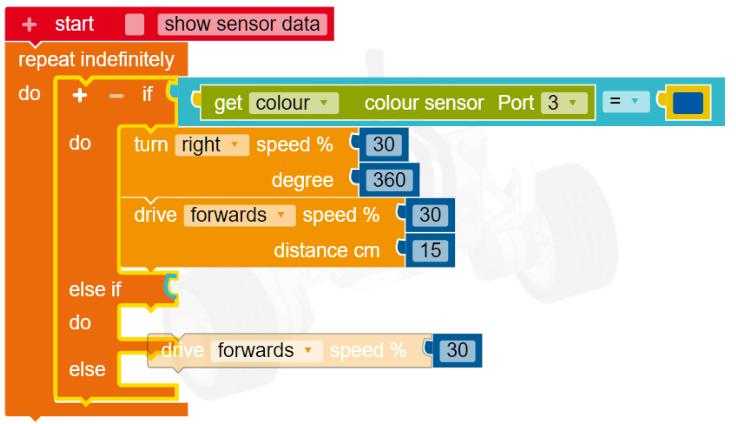 + start show sensor data
repeat indefinitely
do + − if get colour colour sensor Port 3 =
do turn right speed % 30
degree 360
drive forwards speed % 30
distance cm 15
else if
do
drive forwards speed % 30
else